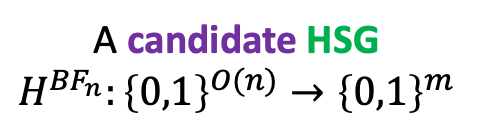 A candidate HSG
H^{BF_n}: {0,1}^{O(n)} → {0,1}^m